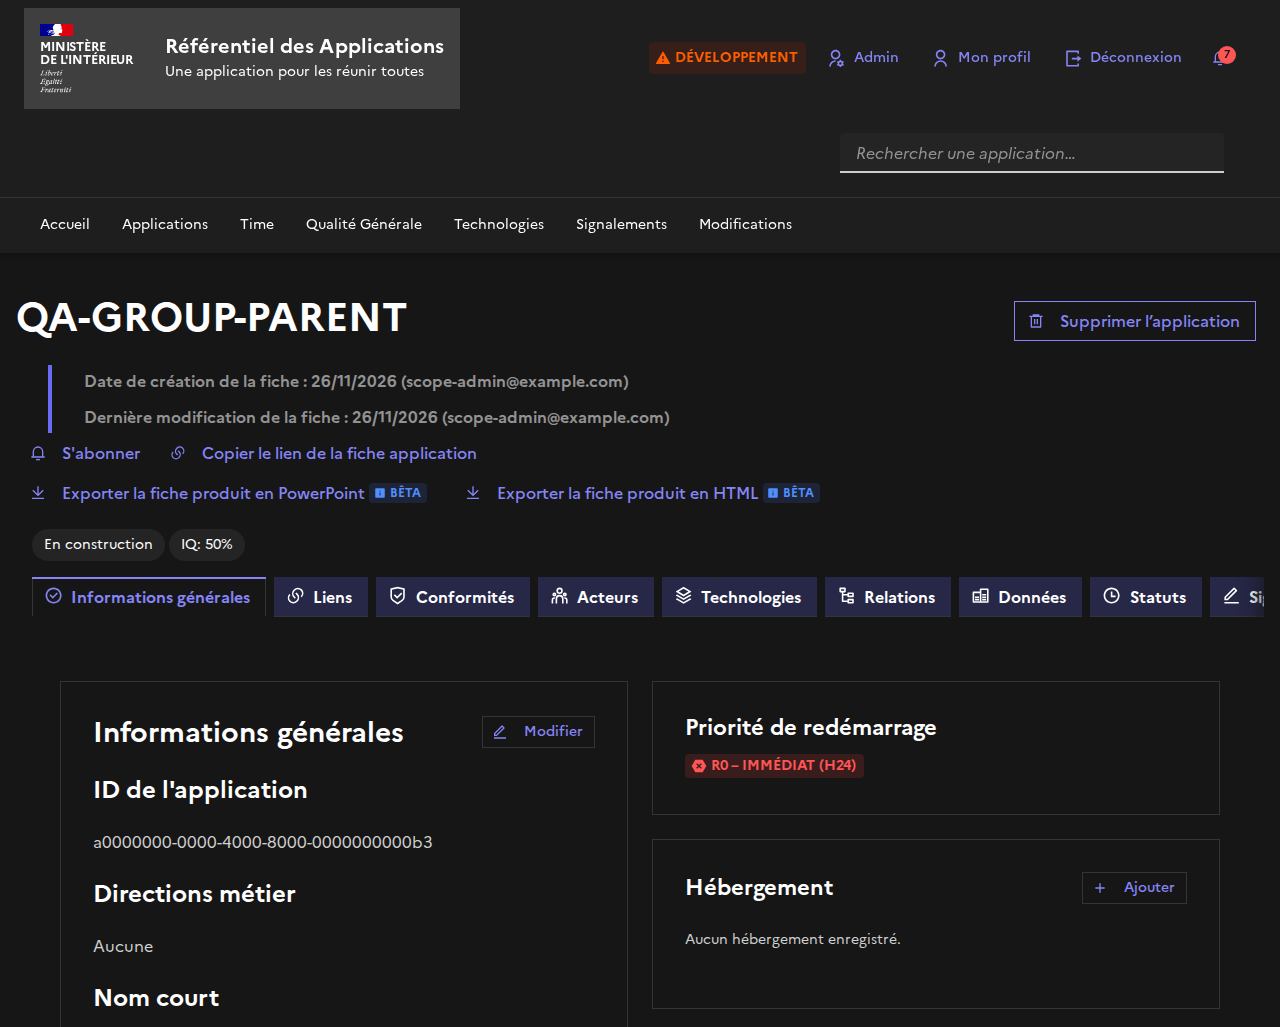 MINISTÈRE
DE L'INTÉRIEUR
Liberté
Égalité
Fraternité
Référentiel des Applications
Une application pour les réunir toutes
DÉVELOPPEMENT
Admin
Mon profil
Déconnexion
7
Rechercher une application...
Accueil
Applications
Time
Qualité Générale
Technologies
Signalements
Modifications
QA-GROUP-PARENT
Supprimer l’application
Date de création de la fiche : 26/11/2026 (scope-admin@example.com)
Dernière modification de la fiche : 26/11/2026 (scope-admin@example.com)
S'abonner
Copier le lien de la fiche application
Exporter la fiche produit en PowerPoint
BÊTA
Exporter la fiche produit en HTML
BÊTA
En construction
IQ: 50%
Informations générales
Liens
Conformités
Acteurs
Technologies
Relations
Données
Statuts
Informations générales
Modifier
ID de l'application
a0000000-0000-4000-8000-0000000000b3
Directions métier
Aucune
Nom court
Priorité de redémarrage
R0 – IMMÉDIAT (H24)
Hébergement
Ajouter
Aucun hébergement enregistré.